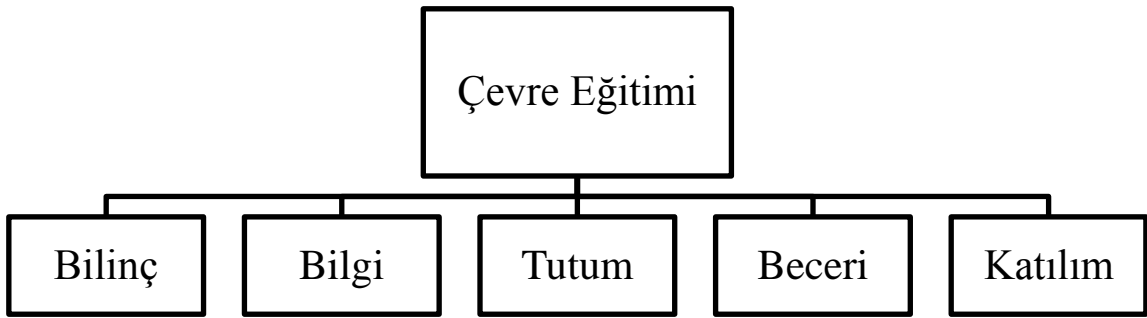 Çevre Eğitimi
Bilinç
Bilgi
Tutum
Beceri
Katılım